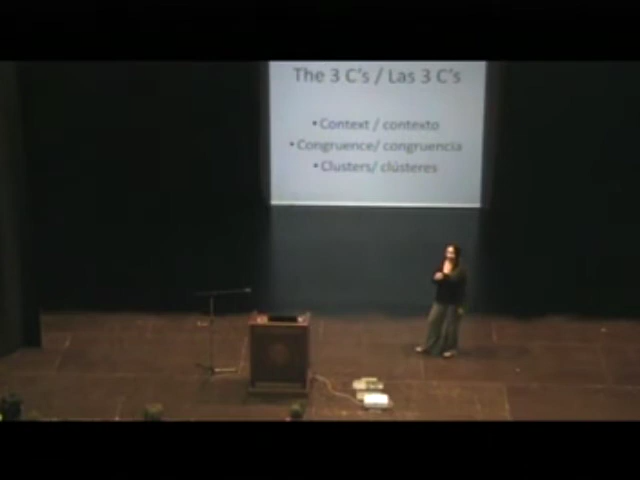 The 3 C's / Las 3 C's
• Context / contexto
• Congruence/ congruencia
• Clusters/ clústeres